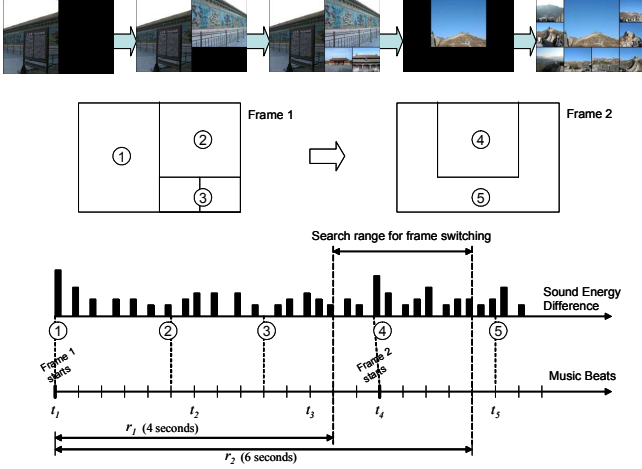 Frame 1
Frame 2
1
2
3
4
5
Search range for frame switching
Sound Energy
Difference
1
2
3
4
5
Frame 1
starts
Frame 2
starts
Music Beats
t1
t2
t3
t4
t5
r1 (4 seconds)
r2 (6 seconds)